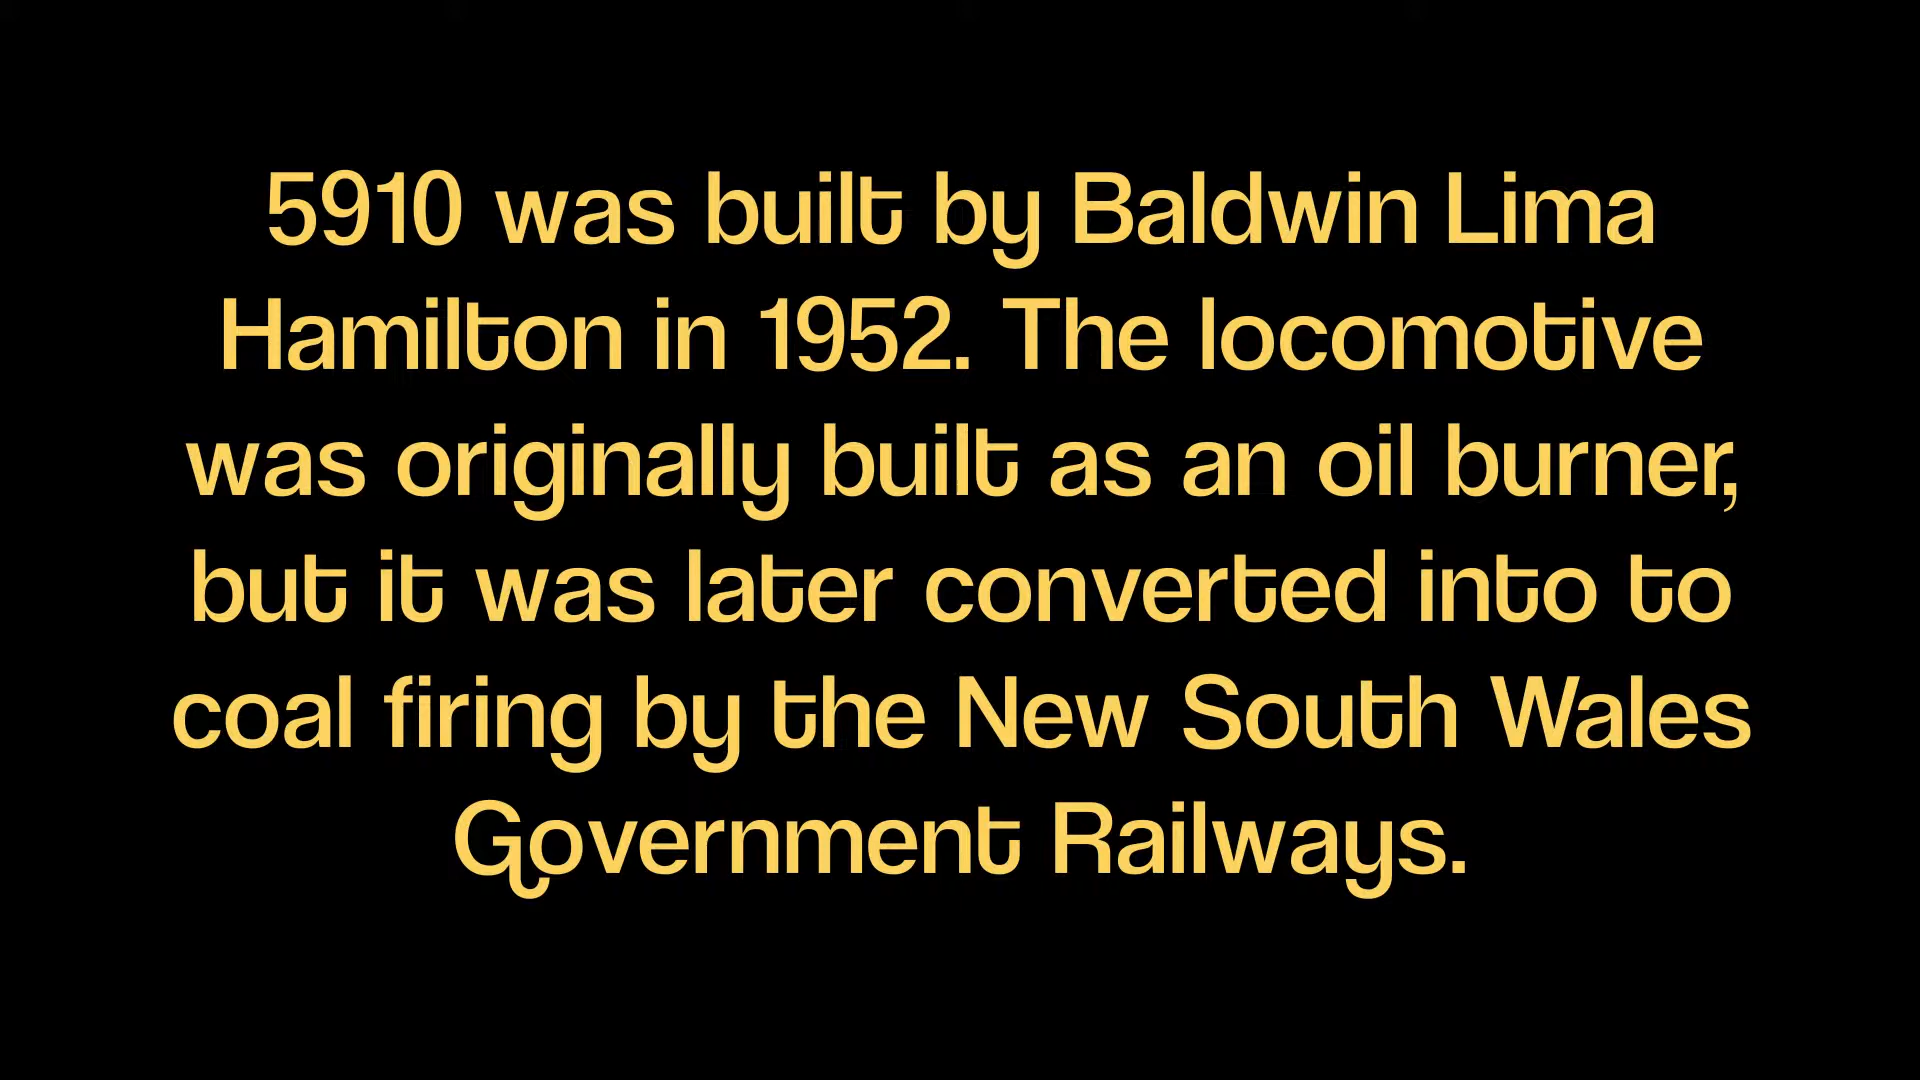 5910 was built by Baldwin Lima
Hamilton in 1952. The locomotive
was originally built as an oil burner,
but it was later converted into to
coal firing by the New South Wales
Government Railways.